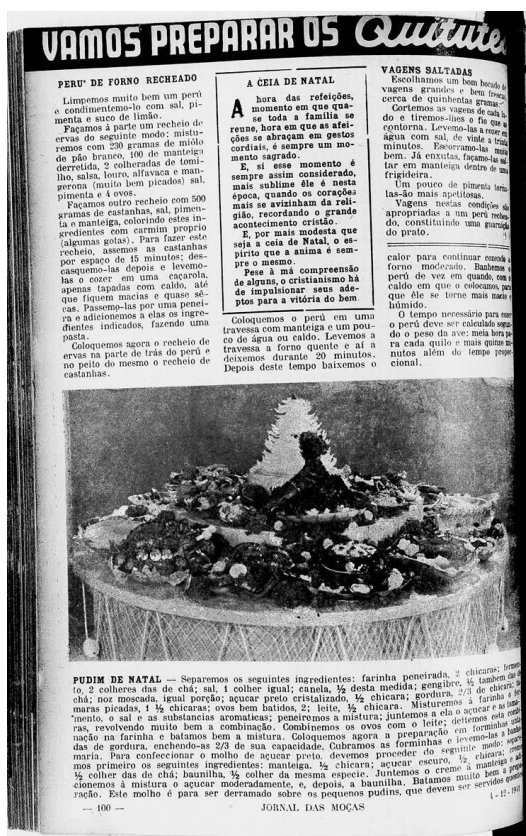 VAMOS PREPARAR OS Quitutes
PERU' DE FORNO RECHEADO
Limpemos muito bem um perú
e condimentemo-lo com sal, pi-
menta e suco de limão.
Façamos à parte um recheio de
ervas do seguinte modo: mistu-
remos com 230 gramas de miôlo
de pão branco, 100 de manteiga
derretida, 2 colheradas de tomi-
lho, salsa, louro, alfavaca e man-
gerona (muito bem picados) sal,
pimenta e 4 ovos.
Façamos outro recheio com 500
gramas de castanhas, sal, pimen-
ta e manteiga, colorindo estes in-
gredientes com carmim proprio
(algumas gotas). Para fazer este
recheio, assemos as castanhas
por espaço de 15 minutos; des-
casquemo-las depois e levemo-
las o cozer em uma caçarola,
apenas tapadas com caldo, até
que fiquem macias e quase sê-
cas. Passemo-las por uma penei-
ra e adicionemos a elas os ingre-
dientes indicados, fazendo uma
pasta.
Coloquemos agora o recheio de
ervas na parte de trás do perú e
no peito do mesmo o recheio de
castanhas.
A CEIA DE NATAL
A hora das refeições,
momento em que qua-
se toda a familia se
reune, hora em que as afei-
ções se abraçam em gestos
cordiais, é sempre um mo-
mento sagrado.
E, si esse momento é
sempre assim considerado,
mais sublime êle é nesta
época, quando os corações
mais se avizinham da reli-
gião, recordando o grande
acontecimento cristão.
E, por mais modesta que
seja a ceia de Natal, o es-
pirito que a anima é sem-
pre o mesmo.
Pese à má compreensão
de alguns, o cristianismo há
de impulsionar seus ade-
ptos para a vitória do bem.
Coloquemos o perú em uma
travessa com manteiga e um pou-
co de água ou caldo. Levemos a
travessa a forno quente e aí a
deixemos durante 20 minutos.
Depois deste tempo baixemos o
VAGENS SALTADAS
Escolhamos um bom bocado de
vagens grandes e bem frescas,
cerca de quinhentas gramas.
Cortemos as vagens de cada la-
do e tiremos-lhes o fio que as
contorna. Levemo-las a cozer em
água com sal, de vinte a trinta
minutos. Escorramo-las muito
bem. Já enxutas, façamo-las sal-
tar em manteiga dentro de uma
frigideira.
Um pouco de pimenta torna-
las-ão mais apetitosas.
Vagens nestas condições são
apropriadas a um perú rechea-
do, constituindo uma guarnição
do prato.
calor para continuar cozendo a
forno moderado. Banhemos o
perú de vez em quando, com o
caldo em que o colocamos, para
que êle se torne mais macio e
húmido.
O tempo necessário para cozer
o perú deve ser calculado segun-
do o peso da ave: meia hora pa-
ra cada quilo e mais quinze mi-
nutos além do tempo propor-
cional.
PUDIM DE NATAL — Separemos os seguintes ingredientes: farinha peneirada, 2 chicaras; fermen-
to, 2 colheres das de chá; sal, 1 colher igual; canela, ½ desta medida; gengibre, ½ tambem das de
chá; noz moscada, igual porção; açucar preto cristalizado, ½ chicara; gordura, 2/3 de chicara; tâ-
maras picadas, 1 ½ chicaras; ovos bem batidos, 2; leite, ½ chicara. Misturemos a farinha o fer-
mento, o sal e as substancias aromaticas; peneiremos a mistura; juntemos a ela o açucar e as tama-
ras, revolvendo muito bem a combinação. Combinemos os ovos com o leite; deitemos esta combi-
nação na farinha e batamos bem a mistura. Coloquemos agora a preparação em forminhas unta-
das de gordura, enchendo-as 2/3 de sua capacidade. Cubramos as forminhas e levemo-las a banho
maria. Para confeccionar o molho de açucar preto, devemos proceder do seguinte modo:
mos primeiro os seguintes ingredientes: manteiga, ½ chicara; açucar escuro, ½ chicara;
½ colher das de chá; baunilha, ½ colher da mesma especie. Juntemos o creme á manteiga e adi-
cionemos à mistura o açucar moderadamente, e, depois, a baunilha. Batamos muito bem a prepa-
ração. Este molho é para ser derramado sobre os pequenos pudins, que devem ser servidos quentes.
— 100 —
JORNAL DAS MOÇAS
4-12-194